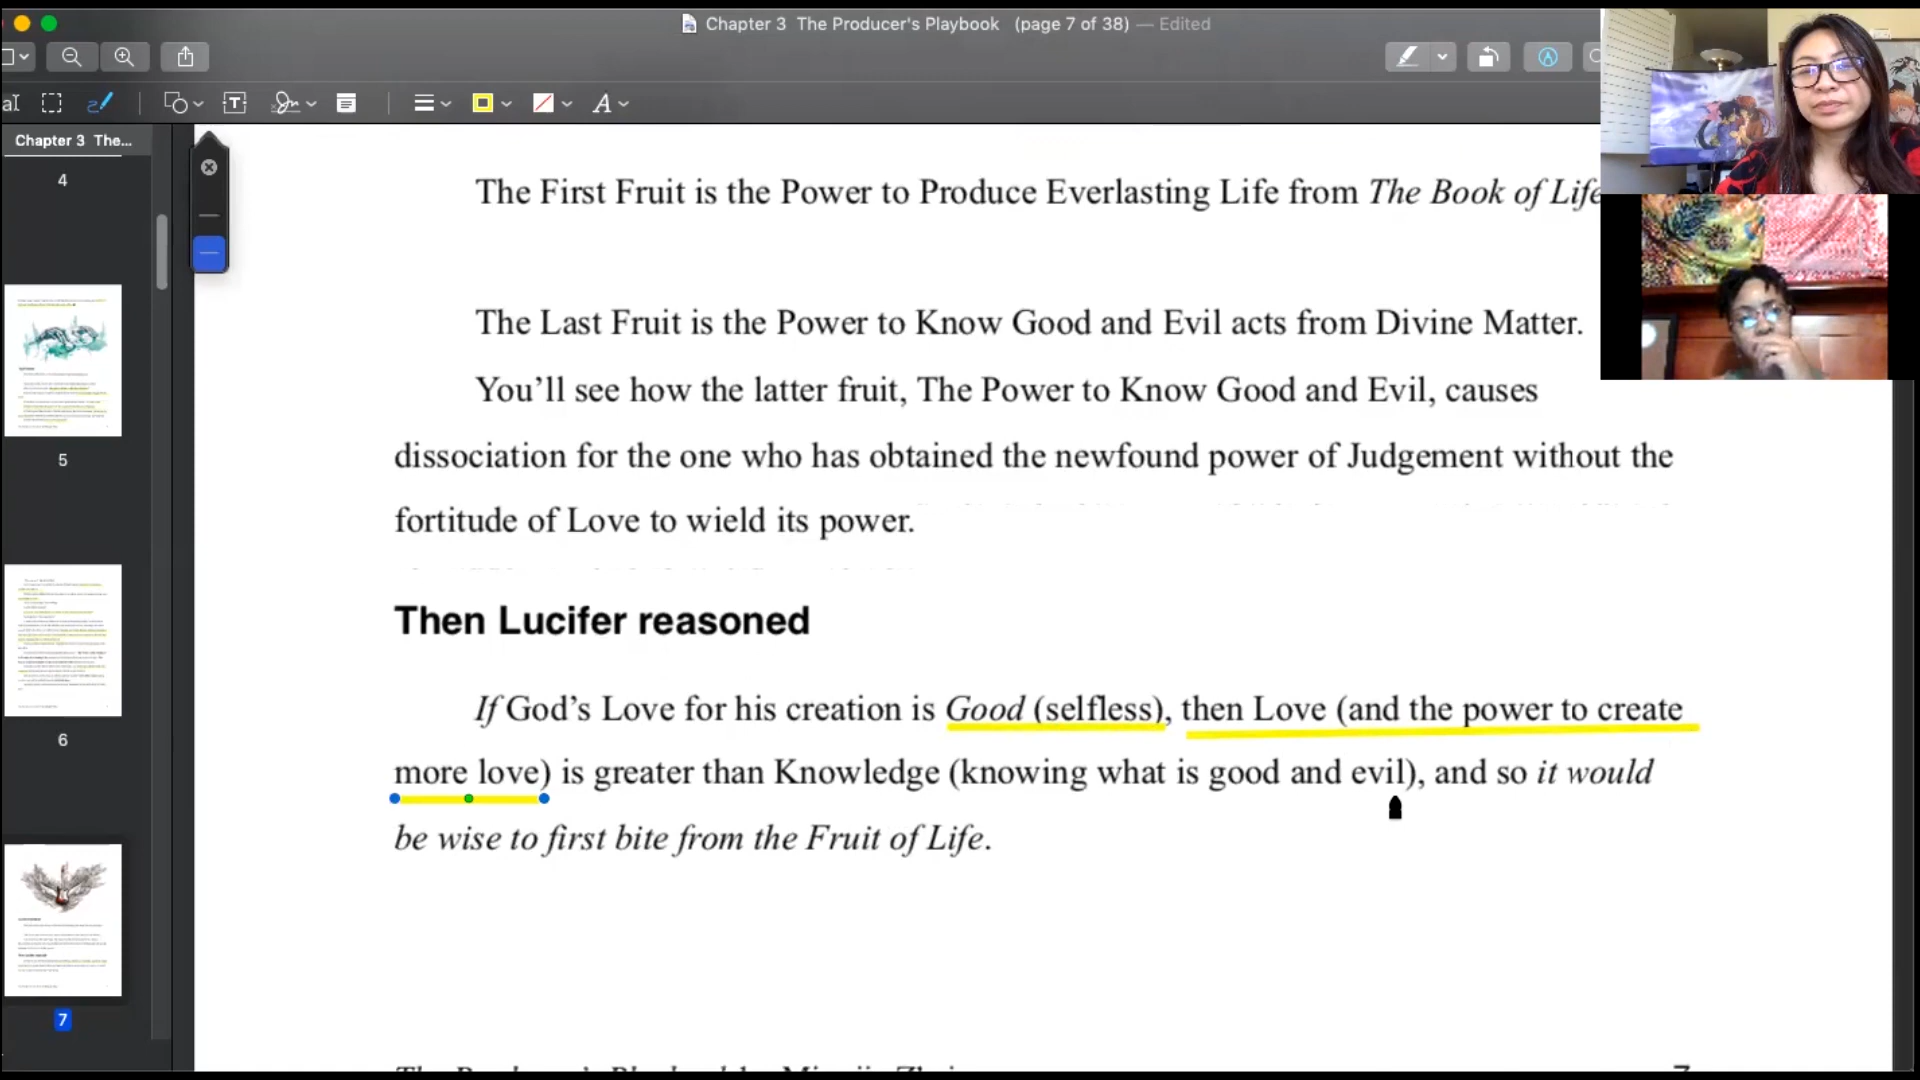 Chapter 3 The Producer's Playbook (page 7 of 38) — Edited
Chapter 3 The...
4
5
6
7
The First Fruit is the Power to Produce Everlasting Life from The Book of Life
The Last Fruit is the Power to Know Good and Evil acts from Divine Matter.
You’ll see how the latter fruit, The Power to Know Good and Evil, causes
dissociation for the one who has obtained the newfound power of Judgement without the
fortitude of Love to wield its power.
Then Lucifer reasoned
If God’s Love for his creation is Good (selfless), then Love (and the power to create
more love) is greater than Knowledge (knowing what is good and evil), and so it would
be wise to first bite from the Fruit of Life.